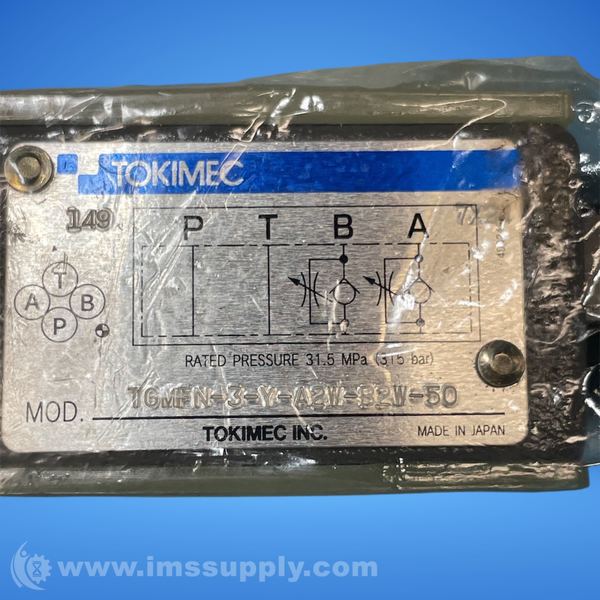 TOKIMEC
149
P T B A
T
A B
P
RATED PRESSURE 31.5 MPa (315 bar)
MOD. TGMFN-3-Y-A2W-B2W-50
TOKIMEC INC. MADE IN JAPAN
www.imssupply.com